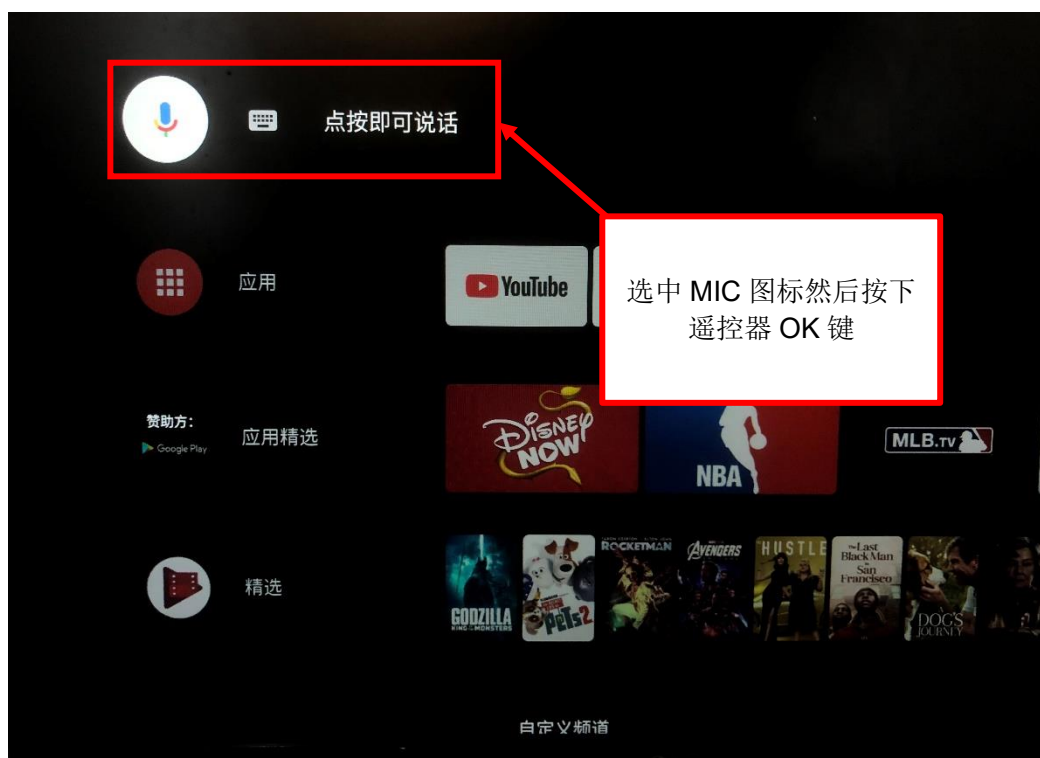 点按即可说话
选中 MIC 图标然后按下
遥控器 OK 键
应用
YouTube
赞助方：
Google Play
应用精选
Disney
NOW
NBA
MLB.TV
精选
GODZILLA
KING OF THE MONSTERS
PETS2
ROCKETMAN
AVENGERS
HUSTLE
The Last
Black Man
in
San
Francisco
A
DOG'S
JOURNEY
自定义频道